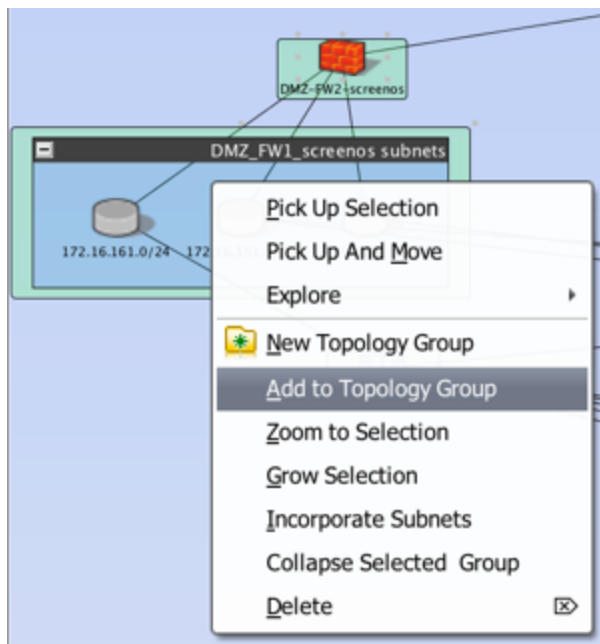 DMZ-FW2-screenos
DMZ_FW1_screenos subnets
172.16.161.0/24
Pick Up Selection
Pick Up And Move
Explore
New Topology Group
Add to Topology Group
Zoom to Selection
Grow Selection
Incorporate Subnets
Collapse Selected Group
Delete